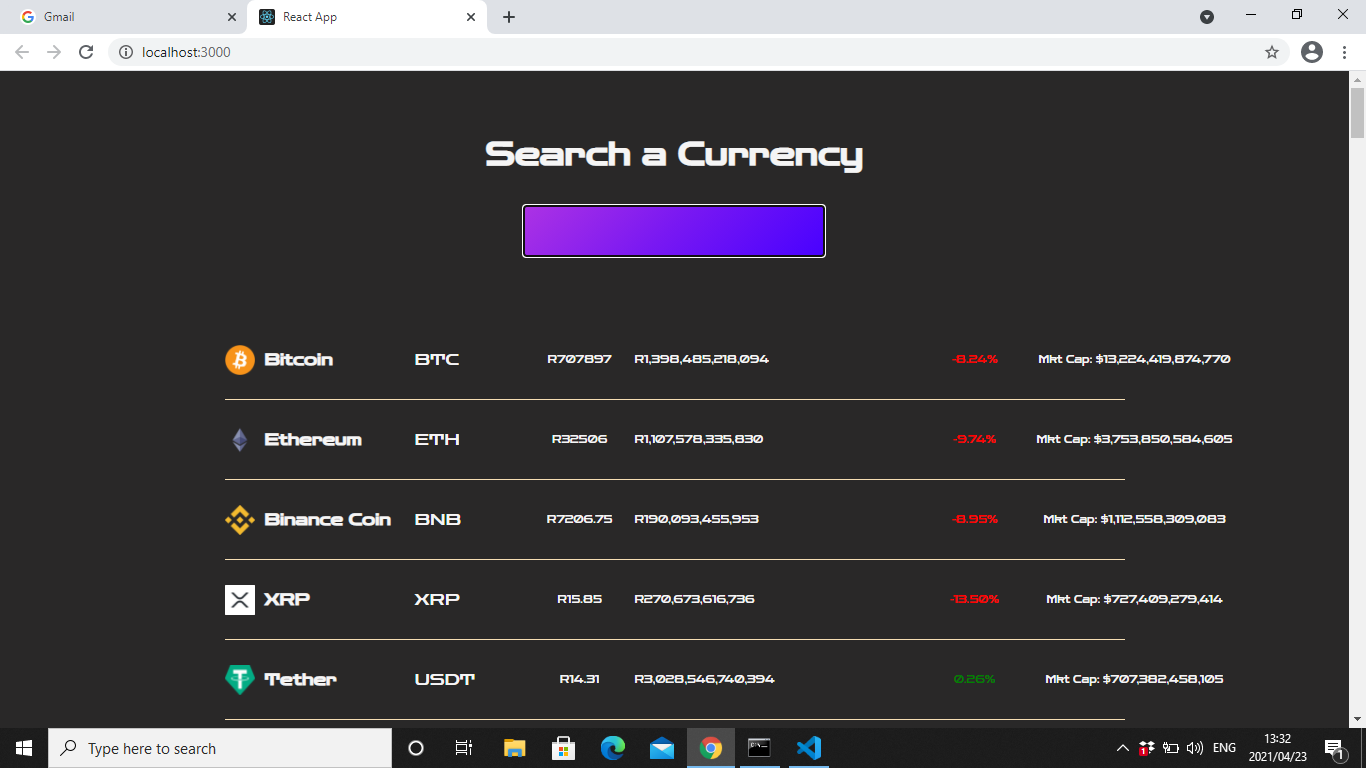 Gmail
React App
localhost:3000
Search a Currency
Bitcoin BTC R707897 R1,398,485,218,094 -8.24% Mkt Cap: $13,224,419,874,770
Ethereum ETH R32506 R1,107,578,335,830 -9.74% Mkt Cap: $3,753,850,584,605
Binance Coin BNB R7206.75 R190,093,455,953 -8.95% Mkt Cap: $1,112,558,309,083
XRP XRP R15.85 R270,673,616,736 -13.50% Mkt Cap: $727,409,279,414
Tether USDT R14.31 R3,028,546,740,394 0.26% Mkt Cap: $707,382,458,105
Type here to search
1
ENG
13:32
2021/04/23
1